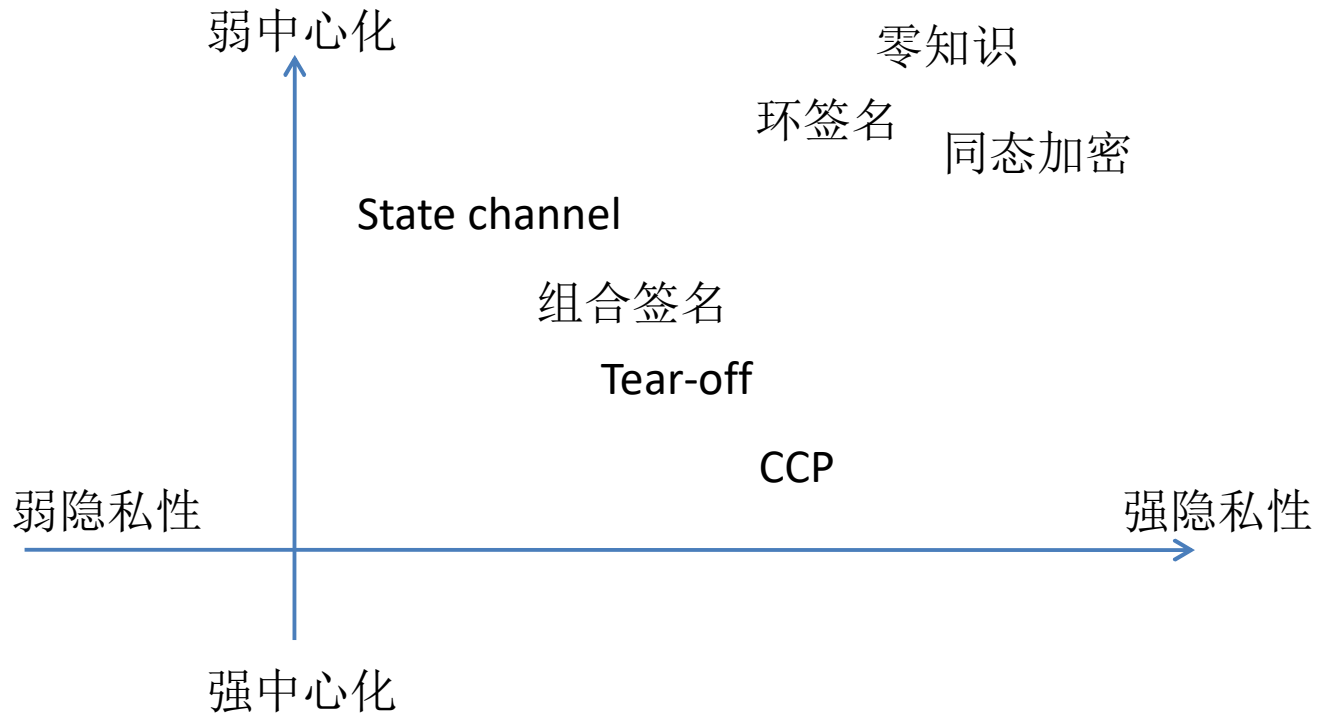 弱中心化
零知识
环签名
同态加密
State channel
组合签名
Tear-off
CCP
弱隐私性
强隐私性
强中心化